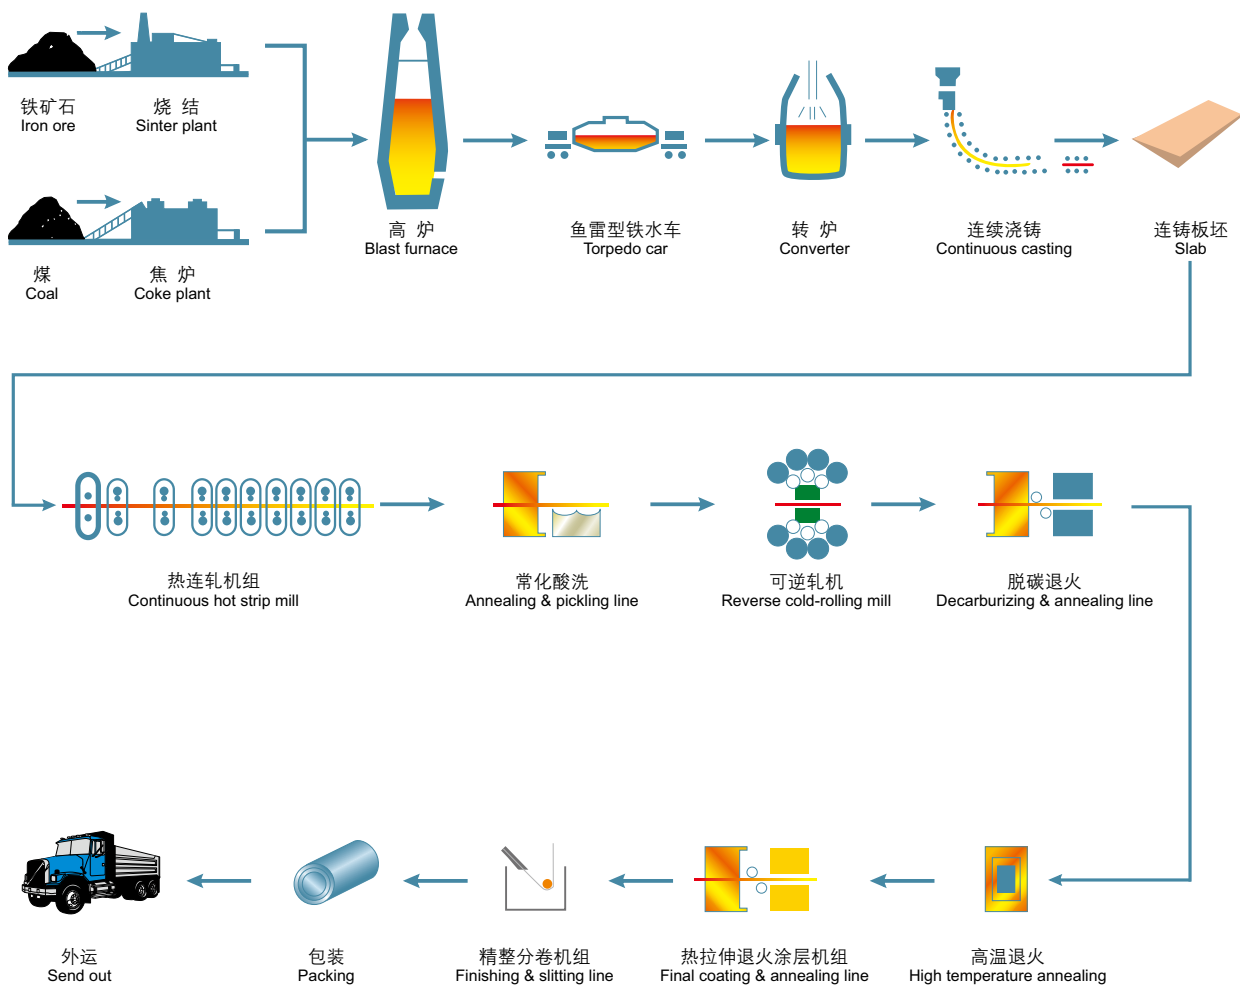 铁矿石
Iron ore
烧 结
Sinter plant
煤
Coal
焦 炉
Coke plant
高 炉
Blast furnace
鱼雷型铁水车
Torpedo car
转 炉
Converter
连续浇铸
Continuous casting
连铸板坯
Slab
热连轧机组
Continuous hot strip mill
常化酸洗
Annealing & pickling line
可逆轧机
Reverse cold-rolling mill
脱碳退火
Decarburizing & annealing line
外运
Send out
包装
Packing
精整分卷机组
Finishing & slitting line
热拉伸退火涂层机组
Final coating & annealing line
高温退火
High temperature annealing